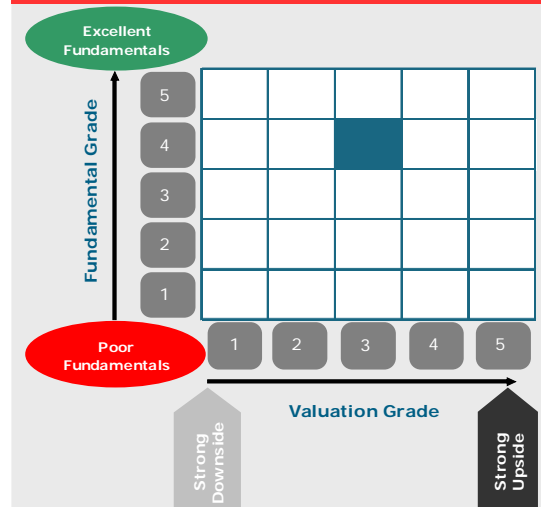 Excellent
Fundamentals
Fundamental Grade
5
4
3
2
1
Poor
Fundamentals
1 2 3 4 5
Valuation Grade
Strong
Downside
Strong
Upside